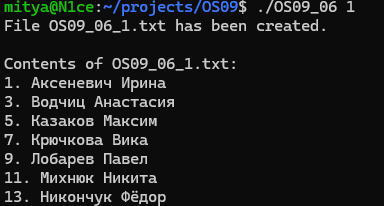 mitya@N1ce:~/projects/OS09$ ./OS09_06 1
File OS09_06_1.txt has been created.
Contents of OS09_06_1.txt:
1. Аксеневич Ирина
3. Водчиц Анастасия
5. Казаков Максим
7. Крючкова Вика
9. Лобарев Павел
11. Михнюк Никита
13. Никончук Фёдор